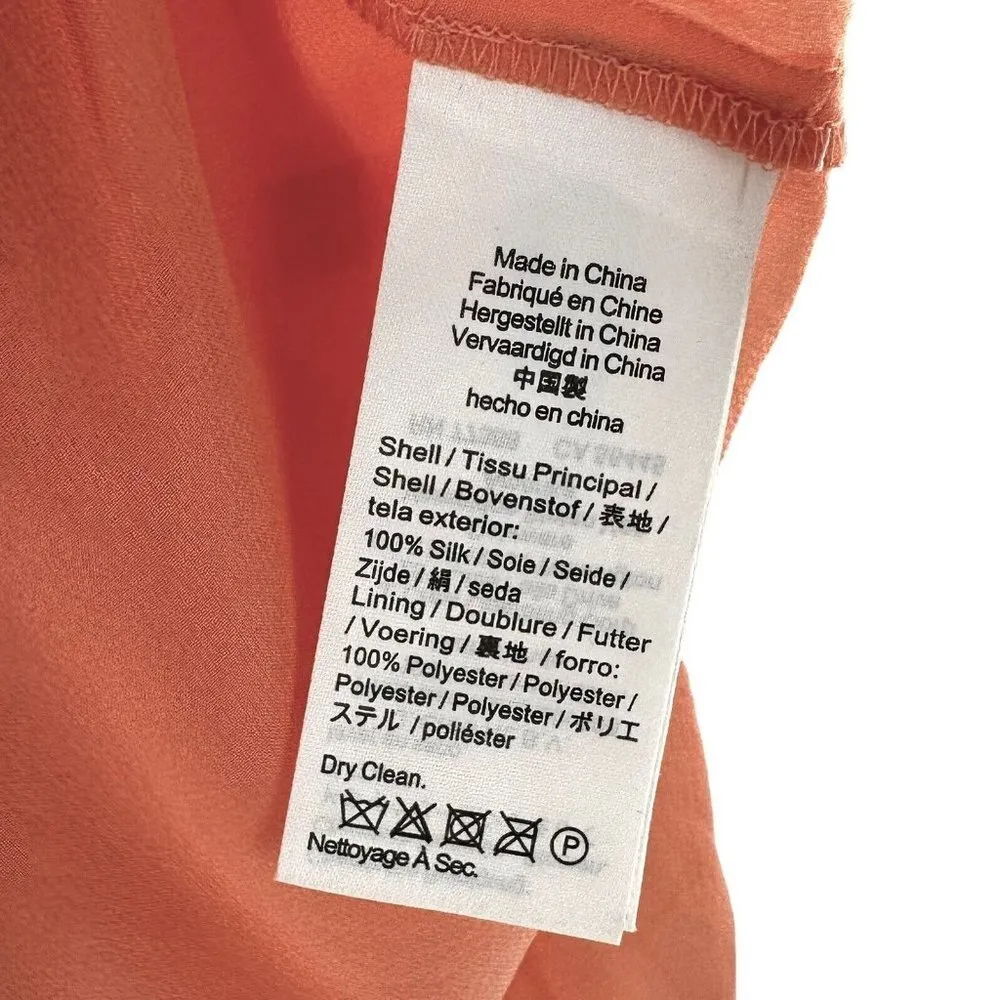 Made in China
Fabriqué en Chine
Hergestellt in China
Vervaardigd in China
中国製
hecho en china
Shell / Tissu Principal /
Shell / Bovenstof / 表地 /
tela exterior:
100% Silk / Soie / Seide /
Zijde / 絹 / seda
Lining / Doublure / Futter
/ Voering / 裏地 / forro:
100% Polyester / Polyester /
Polyester / Polyester / ポリエ
ステル / poliéster
Dry Clean.
P
Nettoyage À Sec.